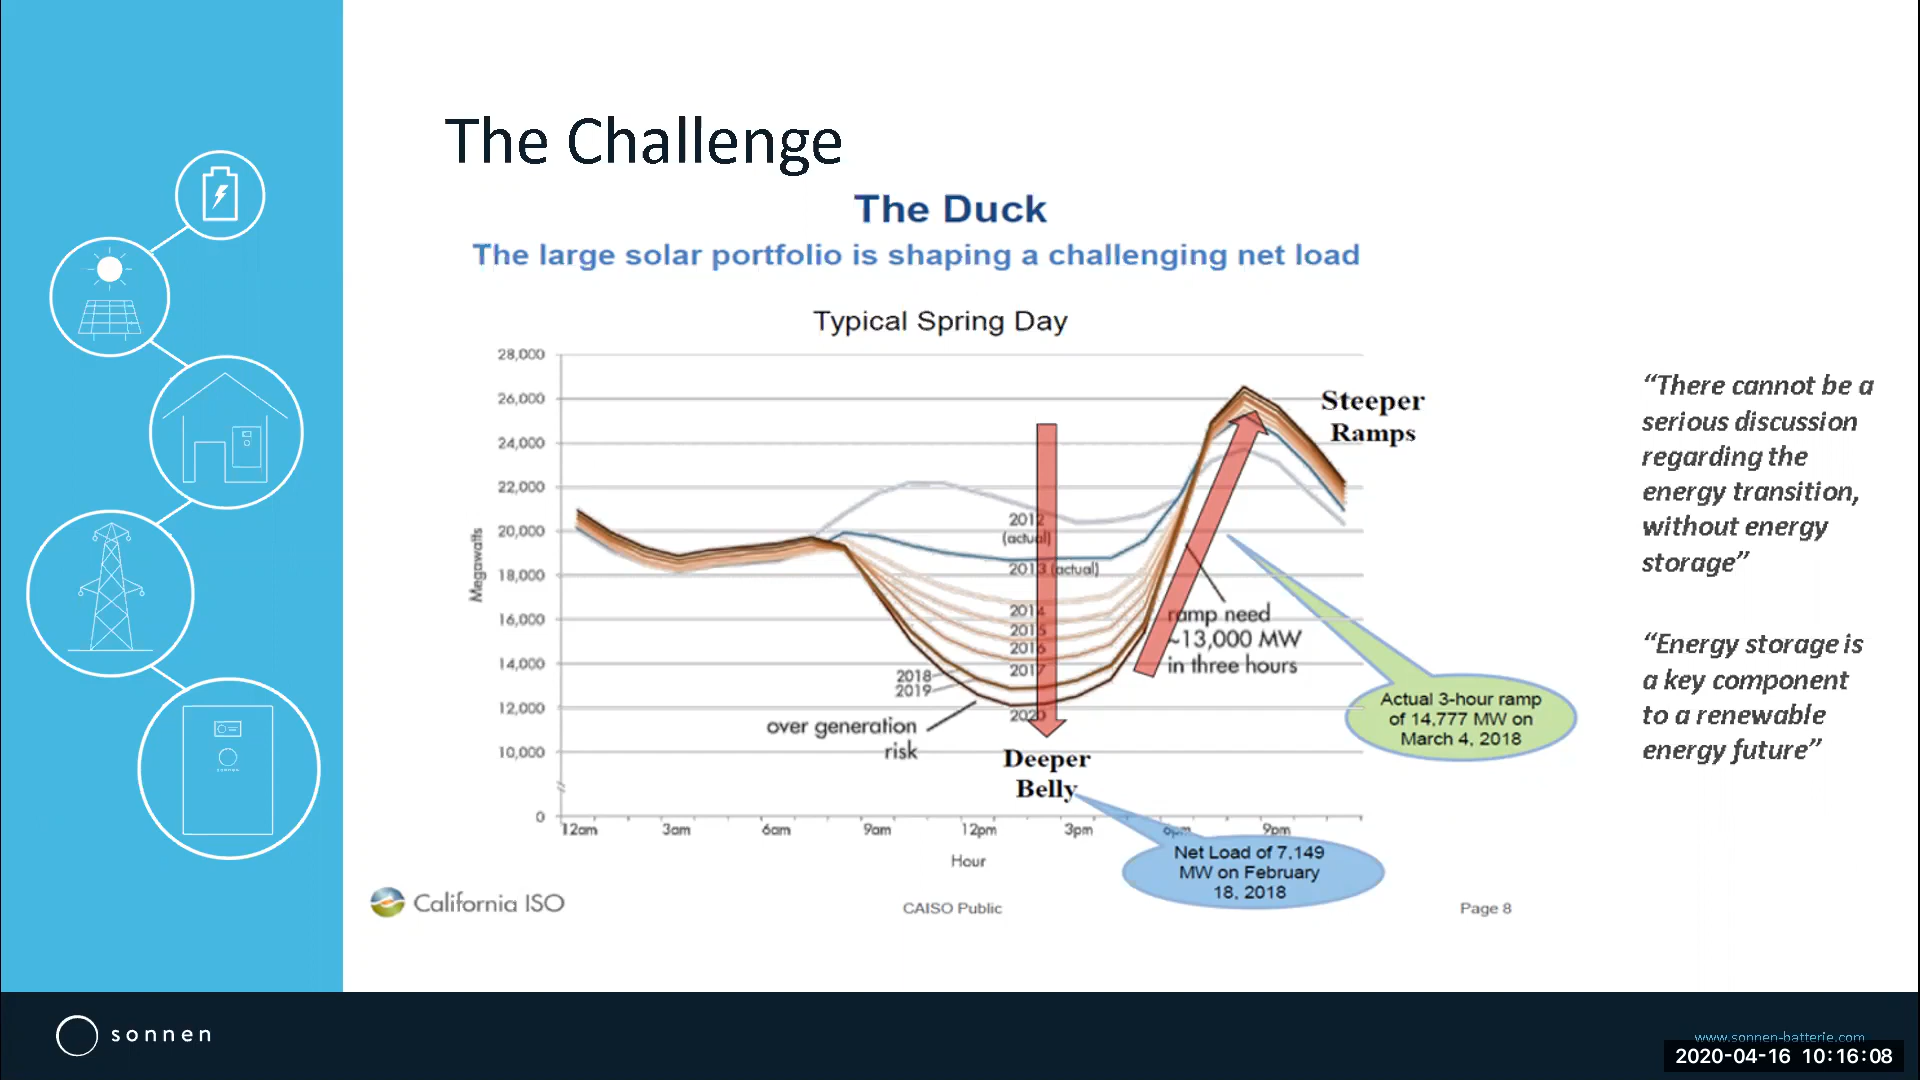 The Challenge
The Duck
The large solar portfolio is shaping a challenging net load
Typical Spring Day
28,000
26,000
24,000
22,000
20,000
18,000
16,000
14,000
12,000
10,000
0
Megawatts
12am
3am
6am
9am
12pm
3pm
6pm
9pm
Hour
2012
(actual)
2013 (actual)
2014
2015
2016
2017
2018
2019
2020
over generation
risk
Deeper
Belly
Steeper
Ramps
ramp need
~13,000 MW
in three hours
Actual 3-hour ramp
of 14,777 MW on
March 4, 2018
Net Load of 7,149
MW on February
18, 2018
California ISO
CAISO Public
Page 8
“There cannot be a
serious discussion
regarding the
energy transition,
without energy
storage”
“Energy storage is
a key component
to a renewable
energy future”
sonnen
sonnen
www.sonnen-batterie.com
2020-04-16 10:16:08